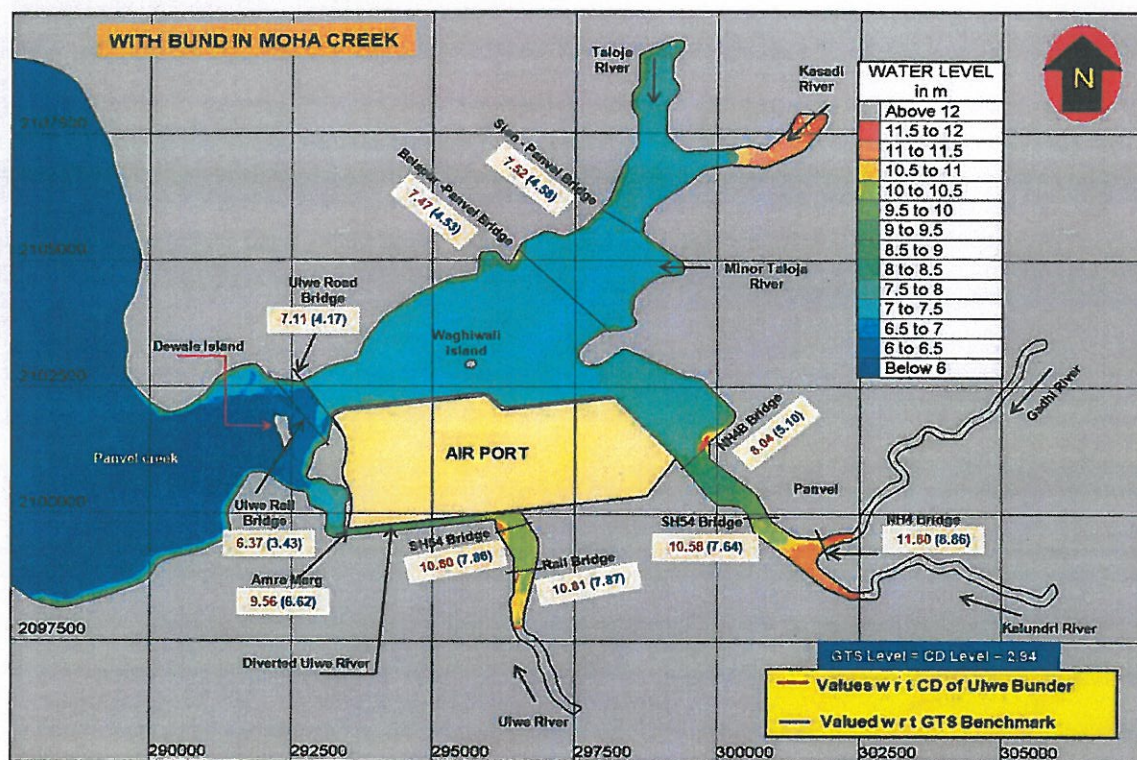 WITH BUND IN MOHA CREEK
Taloja
River
Kasadi
River
N
WATER LEVEL
in m
Above 12
11.5 to 12
11 to 11.5
10.5 to 11
10 to 10.5
9.5 to 10
9 to 9.5
8.5 to 9
8 to 8.5
7.5 to 8
7 to 7.5
6.5 to 7
6 to 6.5
Below 6
2107500
Sion - Panvel Bridge
7.52 (4.58)
Belapur -Panvel Bridge
7.47 (4.53)
2105000
Minor Taloja
River
Ulwe Road
Bridge
7.11 (4.17)
Dewale Island
Waghiwali
Island
2102500
Gadhi River
NH4B Bridge
8.04 (5.10)
AIR PORT
Panvel creek
Panvel
2100000
Ulwe Rail
Bridge
6.37 (3.43)
SH54 Bridge
10.80 (7.86)
SH54 Bridge
10.58 (7.64)
NH4 Bridge
11.80 (8.86)
Rail Bridge
10.81 (7.87)
Amra Marg
9.56 (6.62)
2097500
Kalundri River
Diverted Ulwe River
GTS Level = CD Level - 2.94
Values w r t CD of Ulwe Bunder
Valued w r t GTS Benchmark
Ulwe River
290000
292500
295000
297500
300000
302500
305000